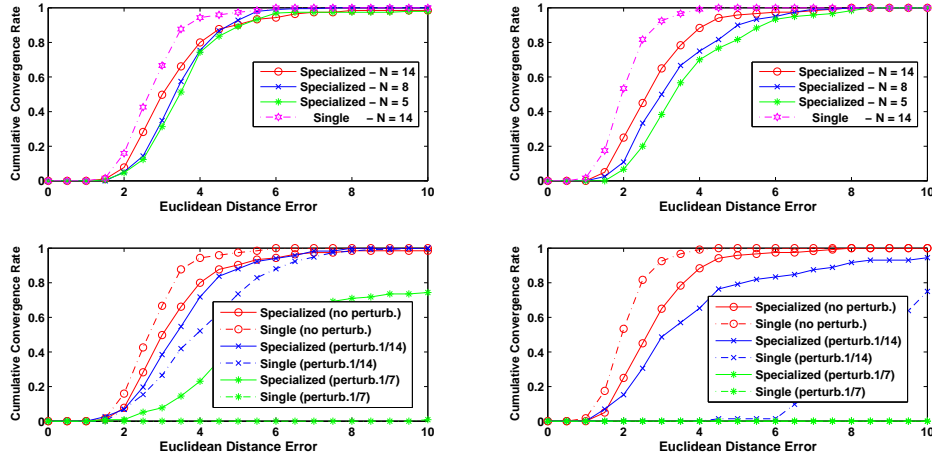 Cumulative Convergence Rate
1
0.8
0.6
0.4
0.2
0
0 2 4 6 8 10
Euclidean Distance Error
Specialized − N = 14
Specialized − N = 8
Specialized − N = 5
Single − N = 14
Cumulative Convergence Rate
1
0.8
0.6
0.4
0.2
0
0 2 4 6 8 10
Euclidean Distance Error
Specialized − N = 14
Specialized − N = 8
Specialized − N = 5
Single − N = 14
Cumulative Convergence Rate
1
0.8
0.6
0.4
0.2
0
0 2 4 6 8 10
Euclidean Distance Error
Specialized (no perturb.)
Single (no perturb.)
Specialized (perturb.1/14)
Single (perturb.1/14)
Specialized (perturb.1/7)
Single (perturb.1/7)
Cumulative Convergence Rate
1
0.8
0.6
0.4
0.2
0
0 2 4 6 8 10
Euclidean Distance Error
Specialized (no perturb.)
Single (no perturb.)
Specialized (perturb.1/14)
Single (perturb.1/14)
Specialized (perturb.1/7)
Single (perturb.1/7)